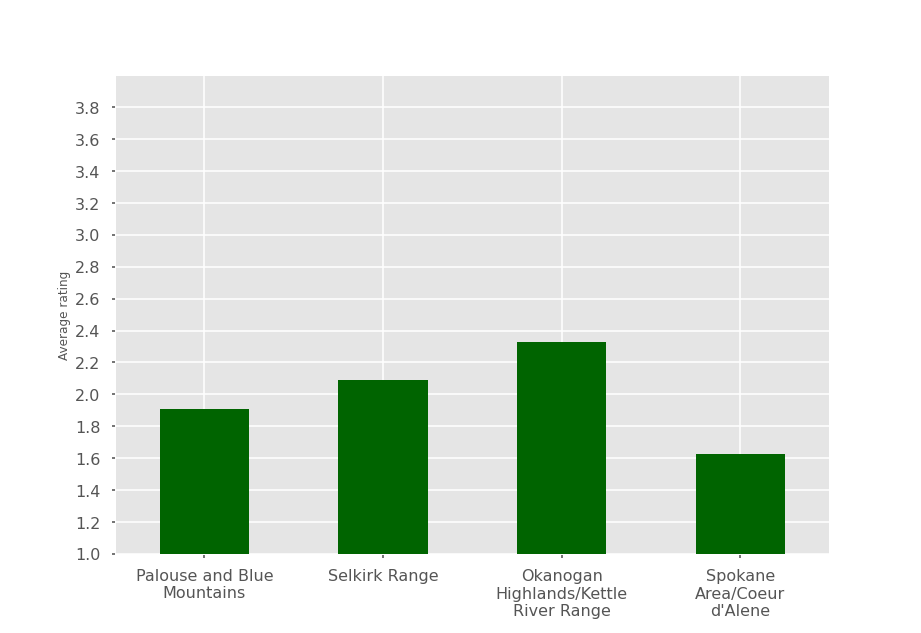 3.8
3.6
3.4
3.2
3.0
2.8
2.6
2.4
2.2
2.0
1.8
1.6
1.4
1.2
1.0
Average rating
Palouse and Blue
Mountains
Selkirk Range
Okanogan
Highlands/Kettle
River Range
Spokane
Area/Coeur
d'Alene